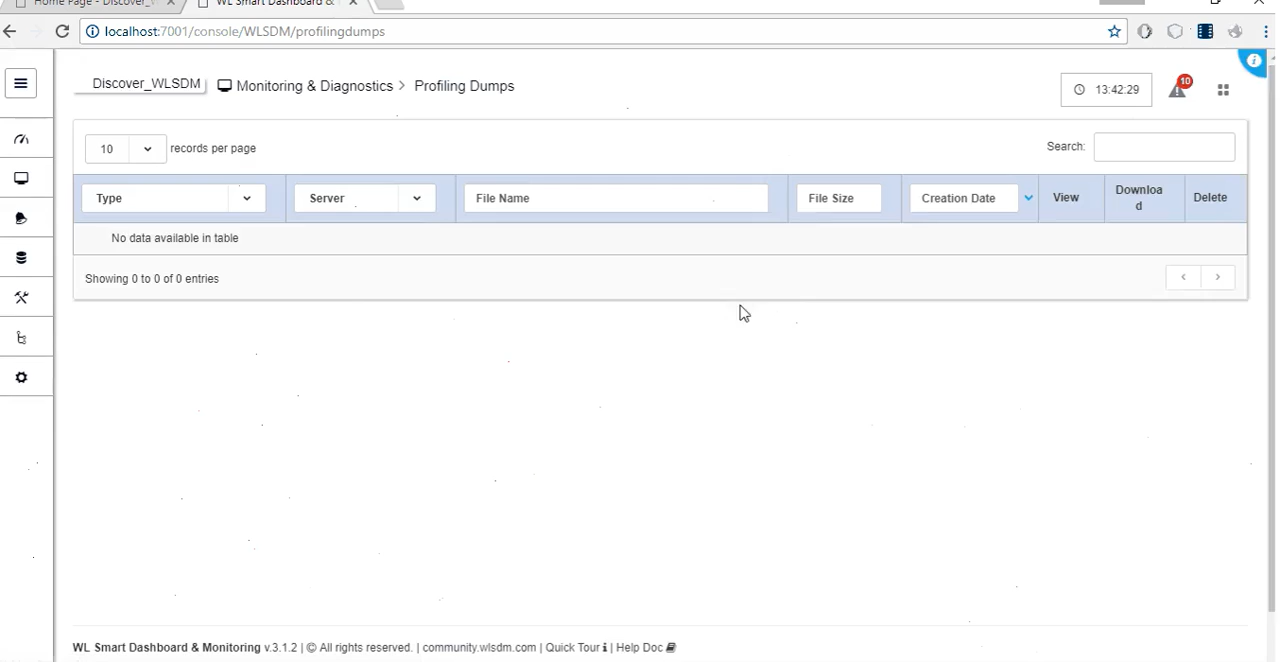 Home Page - Discover_
WL Smart Dashboard &
localhost:7001/console/WLSDM/profilingdumps
Discover_WLSDM Monitoring & Diagnostics > Profiling Dumps
13:42:29
10
10 records per page
Search:
Type Server File Name File Size Creation Date View Downloa
d Delete
No data available in table
Showing 0 to 0 of 0 entries
WL Smart Dashboard & Monitoring v.3.1.2 | © All rights reserved. | community.wlsdm.com | Quick Tour | Help Doc